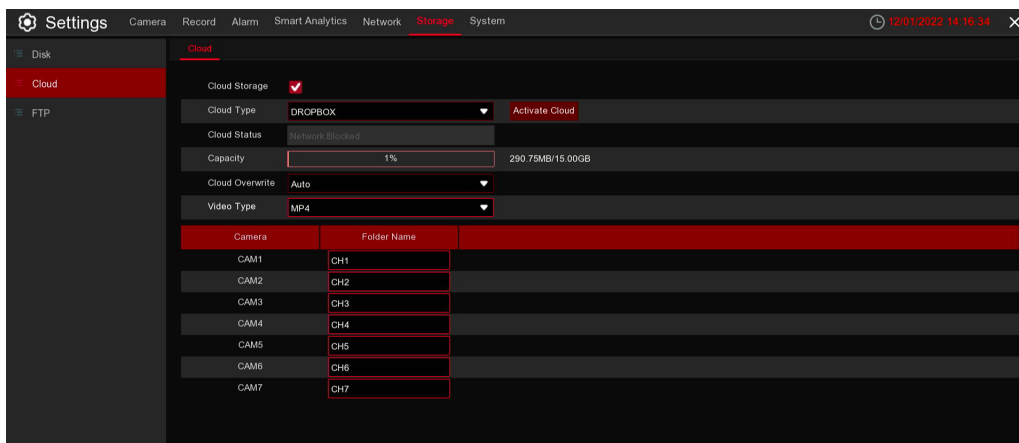 Settings Camera Record Alarm Smart Analytics Network Storage System 12/01/2022 14:16:34
Disk
Cloud
FTP
Cloud
Cloud Storage
Cloud Type DROPBOX Activate Cloud
Cloud Status Network Blocked
Capacity 1% 290.75MB/15.00GB
Cloud Overwrite Auto
Video Type MP4
Camera Folder Name
CAM1 CH1
CAM2 CH2
CAM3 CH3
CAM4 CH4
CAM5 CH5
CAM6 CH6
CAM7 CH7